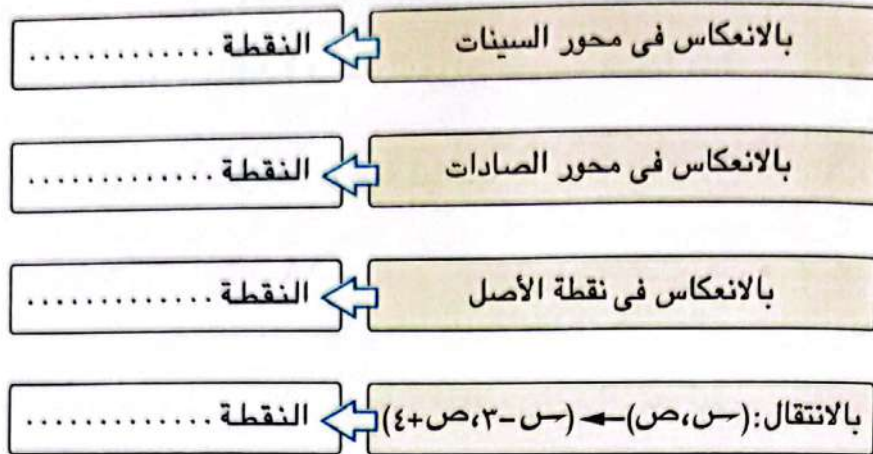 بالانعكاس فى محور السينات النقطة .............
بالانعكاس فى محور الصادات النقطة .............
بالانعكاس فى نقطة الأصل النقطة .............
بالانتقال:(س،ص)←(س-٣،ص+٤) النقطة .............